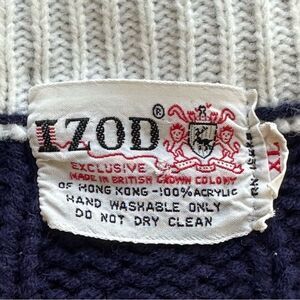 IZOD®
EXCLUSIVE
MADE IN BRITISH CROWN COLONY
OF HONG KONG -100% ACRYLIC
HAND WASHABLE ONLY
DO NOT DRY CLEAN
XL